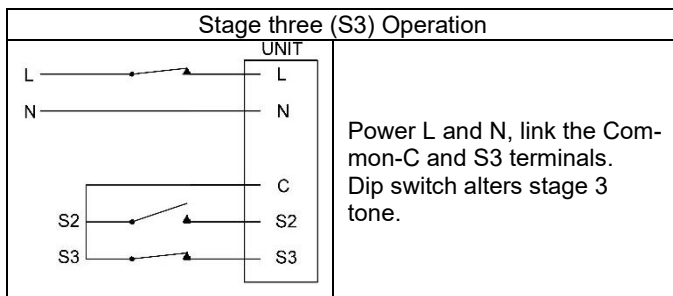 Stage three (S3) Operation
UNIT
L L
N N
C
S2 S2
S3 S3
Power L and N, link the Com-
mon-C and S3 terminals.
Dip switch alters stage 3
tone.